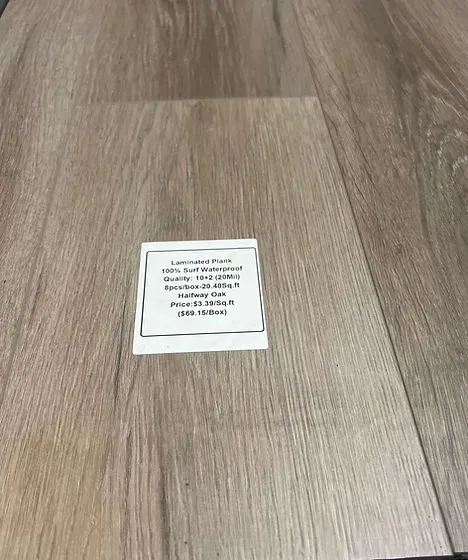 Laminated Plank
100% Surf Waterproof
Quality: 10+2 (20Mil)
8pcs/box-20.40Sq.ft
Halfway Oak
Price:$3.39/Sq.ft
($69.15/Box)